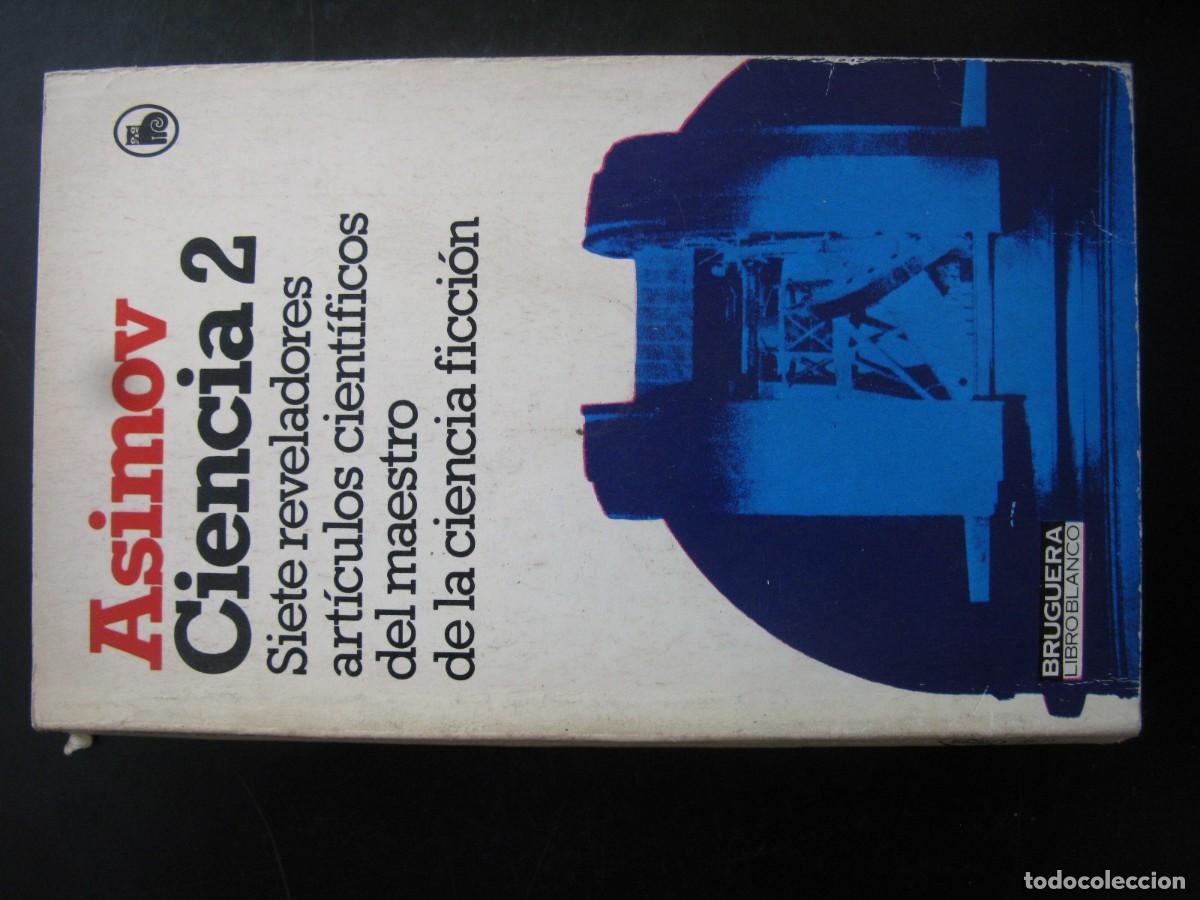 Asimov
Ciencia 2
Siete reveladores
artículos científicos
del maestro
de la ciencia ficción
BRUGUERA
LIBRO BLANCO
todocoleccion